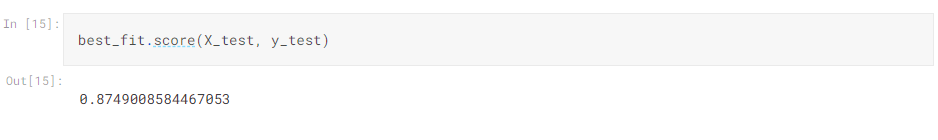 In [15]:
best_fit.score(X_test, y_test)
Out[15]:
0.8749008584467053